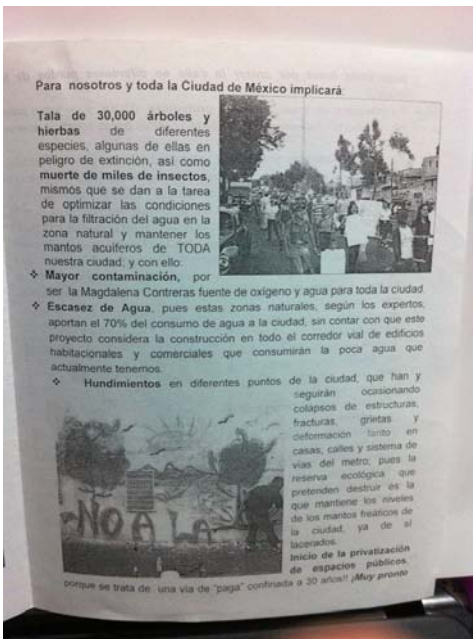 Para nosotros y toda la Ciudad de México implicará:
Tala de 30,000 árboles y
hierbas de diferentes
especies, algunas de ellas en
peligro de extinción, así como
muerte de miles de insectos,
mismos que se dan a la tarea
de optimizar las condiciones
para la filtración del agua en la
zona natural y mantener los
mantos acuíferos de TODA
nuestra ciudad; y con ello:
❖ Mayor contaminación, por
ser la Magdalena Contreras fuente de oxígeno y agua para toda la ciudad
❖ Escasez de Agua, pues estas zonas naturales, según los expertos,
aportan el 70% del consumo de agua a la ciudad, sin contar con que este
proyecto considera la construcción en todo el corredor vial de edificios
habitacionales y comerciales que consumirán la poca agua que
actualmente tenemos.
❖ Hundimientos en diferentes puntos de la ciudad, que han y
seguirán ocasionando
colapsos de estructuras,
fracturas, grietas y
deformación tanto en
casas, calles y sistema de
vías del metro; pues la
reserva ecológica que
pretenden destruir es la
que mantiene los niveles
de los mantos freáticos de
la ciudad, ya de sí
lacerados.
Inicio de la privatización
de espacios públicos,
porque se trata de una vía de "paga" confinada a 30 años!! ¡Muy pronto
NO A LA